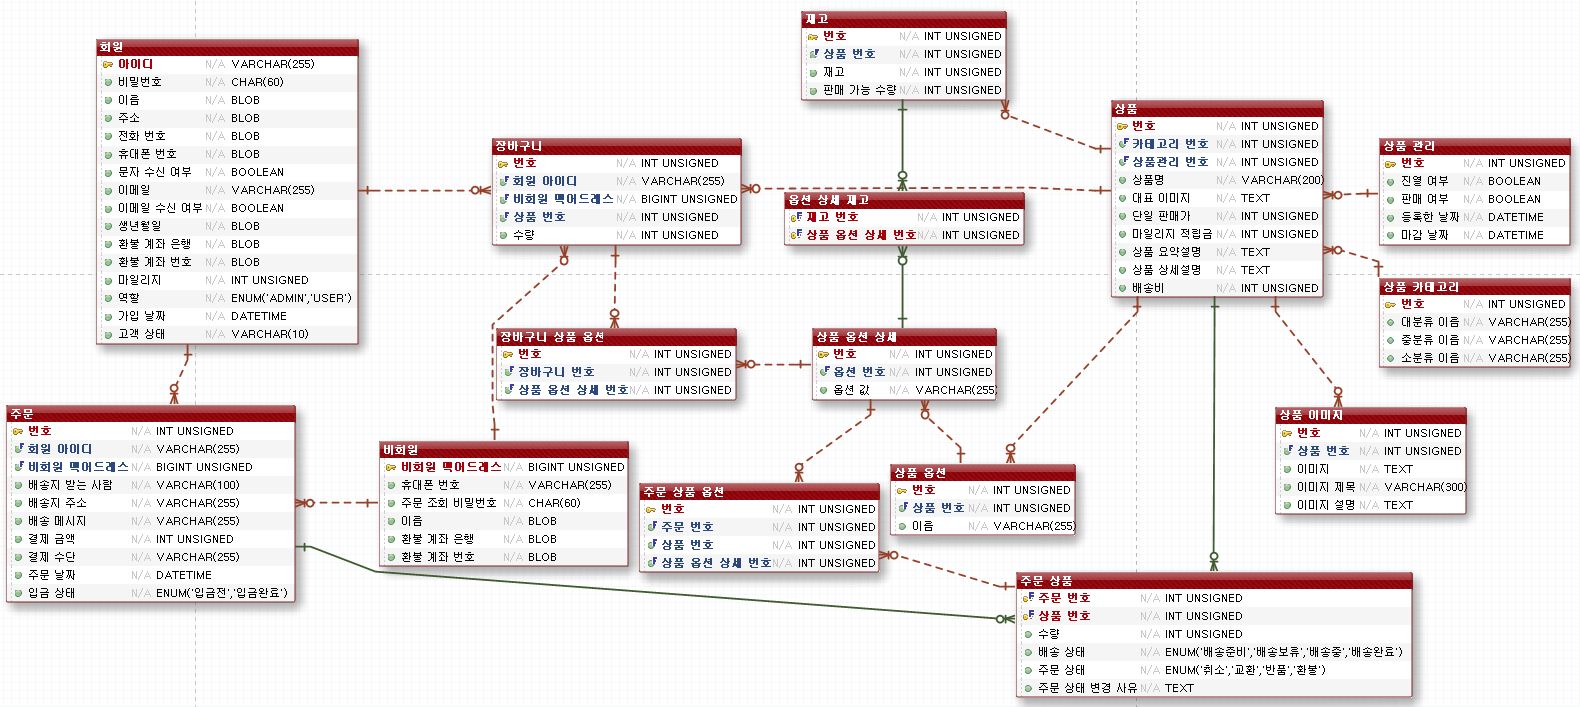 회원
아이디 N/A VARCHAR(255)
비밀번호 N/A CHAR(60)
이름 N/A BLOB
주소 N/A BLOB
전화 번호 N/A BLOB
휴대폰 번호 N/A BLOB
문자 수신 여부 N/A BOOLEAN
이메일 N/A VARCHAR(255)
이메일 수신 여부 N/A BOOLEAN
생년월일 N/A BLOB
환불 계좌 은행 N/A BLOB
환불 계좌 번호 N/A BLOB
마일리지 N/A INT UNSIGNED
역할 N/A ENUM('ADMIN','USER')
가입 날짜 N/A DATETIME
고객 상태 N/A VARCHAR(10)
재고
번호 N/A INT UNSIGNED
상품 번호 N/A INT UNSIGNED
재고 N/A INT UNSIGNED
판매 가능 수량 N/A INT UNSIGNED
장바구니
번호 N/A INT UNSIGNED
회원 아이디 N/A VARCHAR(255)
비회원 맥어드레스 N/A BIGINT UNSIGNED
상품 번호 N/A INT UNSIGNED
수량 N/A INT UNSIGNED
옵션 상세 재고
재고 번호 N/A INT UNSIGNED
상품 옵션 상세 번호 N/A INT UNSIGNED
상품
번호 N/A INT UNSIGNED
카테고리 번호 N/A INT UNSIGNED
상품관리 번호 N/A INT UNSIGNED
상품명 N/A VARCHAR(200)
대표 이미지 N/A TEXT
단일 판매가 N/A INT UNSIGNED
마일리지 적립금 N/A INT UNSIGNED
상품 요약설명 N/A TEXT
상품 상세설명 N/A TEXT
배송비 N/A INT UNSIGNED
상품 관리
번호 N/A INT UNSIGNED
진열 여부 N/A BOOLEAN
판매 여부 N/A BOOLEAN
등록한 날짜 N/A DATETIME
마감 날짜 N/A DATETIME
상품 카테고리
번호 N/A INT UNSIGNED
대분류 이름 N/A VARCHAR(255)
중분류 이름 N/A VARCHAR(255)
소분류 이름 N/A VARCHAR(255)
장바구니 상품 옵션
번호 N/A INT UNSIGNED
장바구니 번호 N/A INT UNSIGNED
상품 옵션 상세 번호 N/A INT UNSIGNED
상품 옵션 상세
번호 N/A INT UNSIGNED
옵션 번호 N/A INT UNSIGNED
옵션 값 N/A VARCHAR(255)
주문
번호 N/A INT UNSIGNED
회원 아이디 N/A VARCHAR(255)
비회원 맥어드레스 N/A BIGINT UNSIGNED
배송지 받는 사람 N/A VARCHAR(100)
배송지 주소 N/A VARCHAR(255)
배송 메시지 N/A VARCHAR(255)
결제 금액 N/A INT UNSIGNED
결제 수단 N/A VARCHAR(255)
주문 날짜 N/A DATETIME
입금 상태 N/A ENUM('입금전','입금완료')
비회원
비회원 맥어드레스 N/A BIGINT UNSIGNED
휴대폰 번호 N/A VARCHAR(255)
주문 조회 비밀번호 N/A CHAR(60)
이름 N/A BLOB
환불 계좌 은행 N/A BLOB
환불 계좌 번호 N/A BLOB
주문 상품 옵션
번호 N/A INT UNSIGNED
주문 번호 N/A INT UNSIGNED
상품 번호 N/A INT UNSIGNED
상품 옵션 상세 번호 N/A INT UNSIGNED
상품 옵션
번호 N/A INT UNSIGNED
상품 번호 N/A INT UNSIGNED
이름 N/A VARCHAR(255)
상품 이미지
번호 N/A INT UNSIGNED
상품 번호 N/A INT UNSIGNED
이미지 N/A TEXT
이미지 제목 N/A VARCHAR(300)
이미지 설명 N/A TEXT
주문 상품
주문 번호 N/A INT UNSIGNED
상품 번호 N/A INT UNSIGNED
수량 N/A INT UNSIGNED
배송 상태 N/A ENUM('배송준비','배송보류','배송중','배송완료')
주문 상태 N/A ENUM('취소','교환','반품','환불')
주문 상태 변경 사유 N/A TEXT